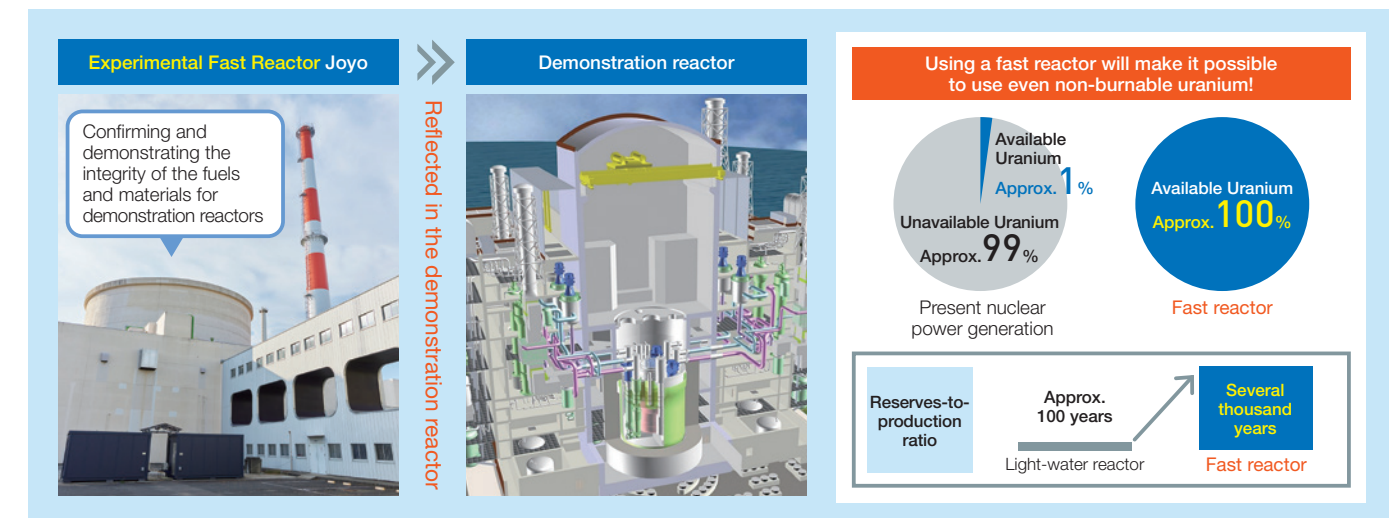 Experimental Fast Reactor Joyo
Confirming and
demonstrating the
integrity of the fuels
and materials for
demonstration reactors
Reflected in the demonstration reactor
Demonstration reactor
Using a fast reactor will make it possible
to use even non-burnable uranium!
Available
Uranium
Approx. 1 %
Unavailable Uranium
Approx. 99 %
Present nuclear
power generation
Available Uranium
Approx. 100 %
Fast reactor
Reserves-to-
production
ratio
Approx.
100 years
Light-water reactor
Several
thousand
years
Fast reactor